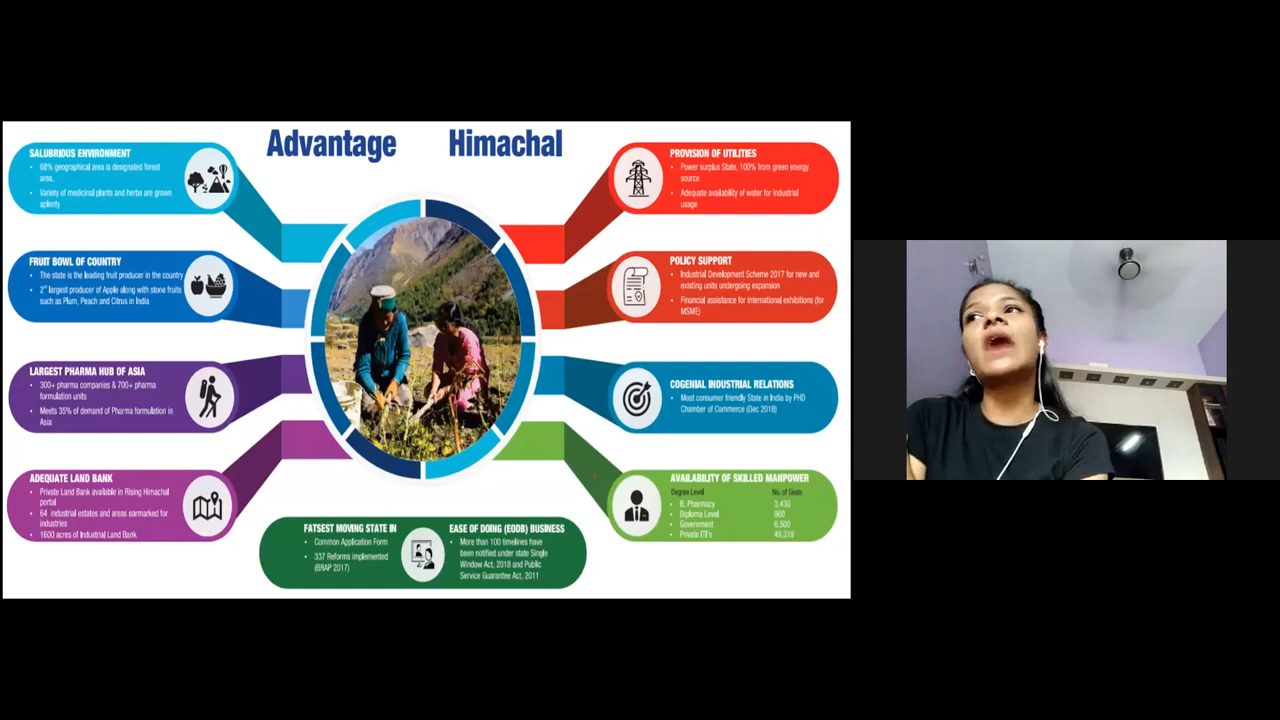 Advantage Himachal
SALUBRIOUS ENVIRONMENT
• 68% geographical area is designated forest
area.
• Variety of medicinal plants and herbs are grown
aplenty
FRUIT BOWL OF COUNTRY
• The state is the leading fruit producer in the country
• 2nd largest producer of Apple along with stone fruits
such as Plum, Peach and Citrus in India
LARGEST PHARMA HUB OF ASIA
• 300+ pharma companies & 700+ pharma
formulation units
• Meets 35% of demand of Pharma formulation in
Asia
ADEQUATE LAND BANK
• Private Land Bank available in Rising Himachal
portal
• 64 industrial estates and areas earmarked for
industries
• 1600 acres of Industrial Land Bank
FATSEST MOVING STATE IN
• Common Application Form
• 337 Reforms implemented
(BRAP 2017)
EASE OF DOING (EODB) BUSINESS
• More than 100 timelines have
been notified under state Single
Window Act, 2018 and Public
Service Guarantee Act, 2011
PROVISION OF UTILITIES
• Power surplus State, 100% from green energy
source
• Adequate availability of water for industrial
usage
POLICY SUPPORT
• Industrial Development Scheme 2017 for new and
existing units undergoing expansion
• Financial assistance for international exhibitions (for
MSME)
COGENIAL INDUSTRIAL RELATIONS
• Most consumer friendly State in India by PHD
Chamber of Commerce (Dec 2018)
AVAILABILITY OF SKILLED MANPOWER
Degree Level No. of Seats
• B. Pharmacy 3,430
• Diploma Level 900
• Government 6,500
• Private ITI's 49,319